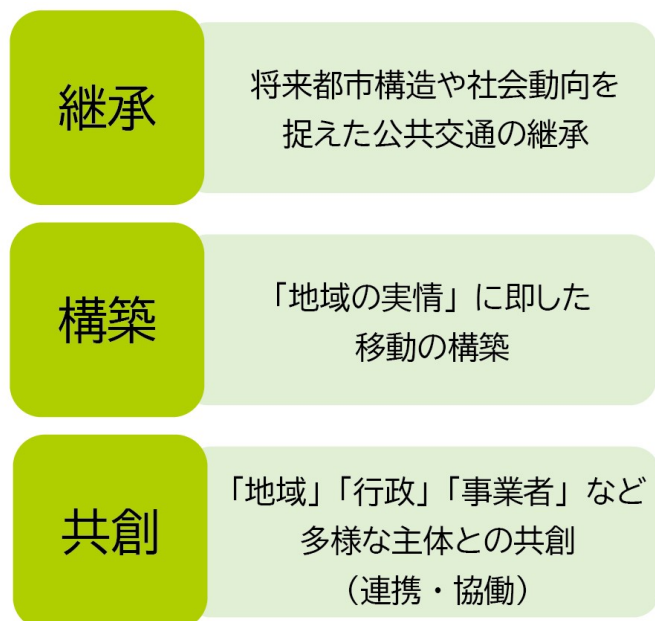 継承
将来都市構造や社会動向を
捉えた公共交通の継承
構築
「地域の実情」に即した
移動の構築
共創
「地域」「行政」「事業者」など
多様な主体との共創
（連携・協働）